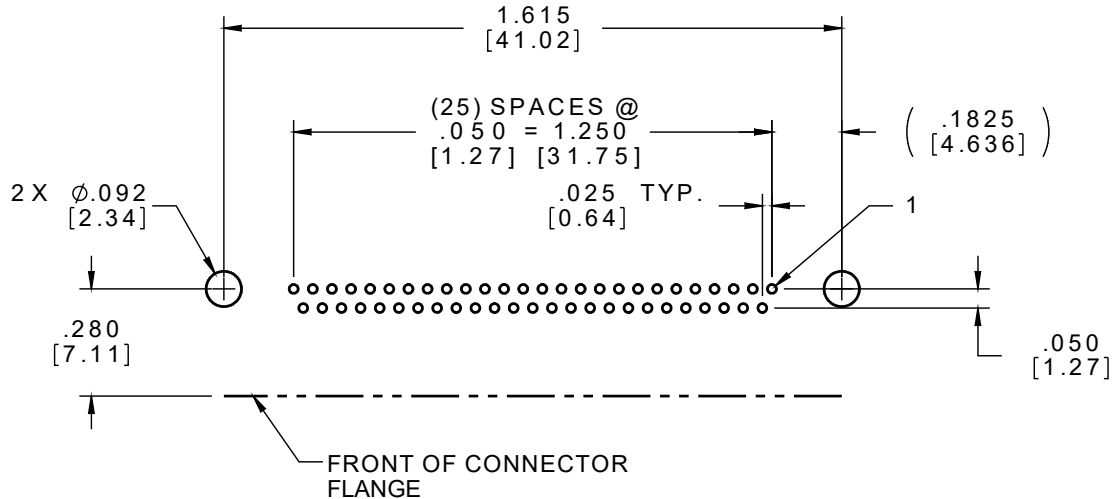 1.615
[41.02]
(25) SPACES @
.050 = 1.250
[1.27] [31.75]
( .1825 )
[4.636]
2X ⌀.092
[2.34]
.025 TYP.
[0.64]
1
.280
[7.11]
.050
[1.27]
FRONT OF CONNECTOR
FLANGE